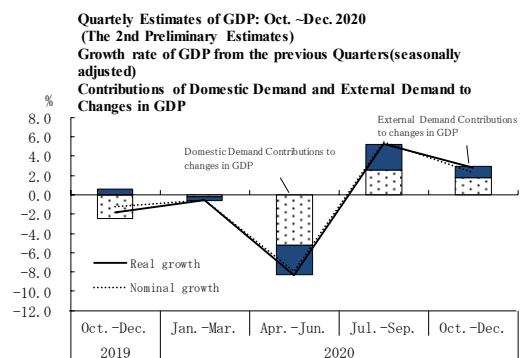 Quartely Estimates of GDP: Oct. ~Dec. 2020
(The 2nd Preliminary Estimates)
Growth rate of GDP from the previous Quarters(seasonally
adjusted)
Contributions of Domestic Demand and External Demand to
Changes in GDP
%
External Demand Contributions
to changes in GDP
Domestic Demand Contributions to
changes in GDP
8.0
6.0
4.0
2.0
0.0
−2.0
−4.0
−6.0
−8.0
−10.0
−12.0
Real growth
Nominal growth
Oct.-Dec. Jan.-Mar. Apr.-Jun. Jul.-Sep. Oct.-Dec.
2019 2020